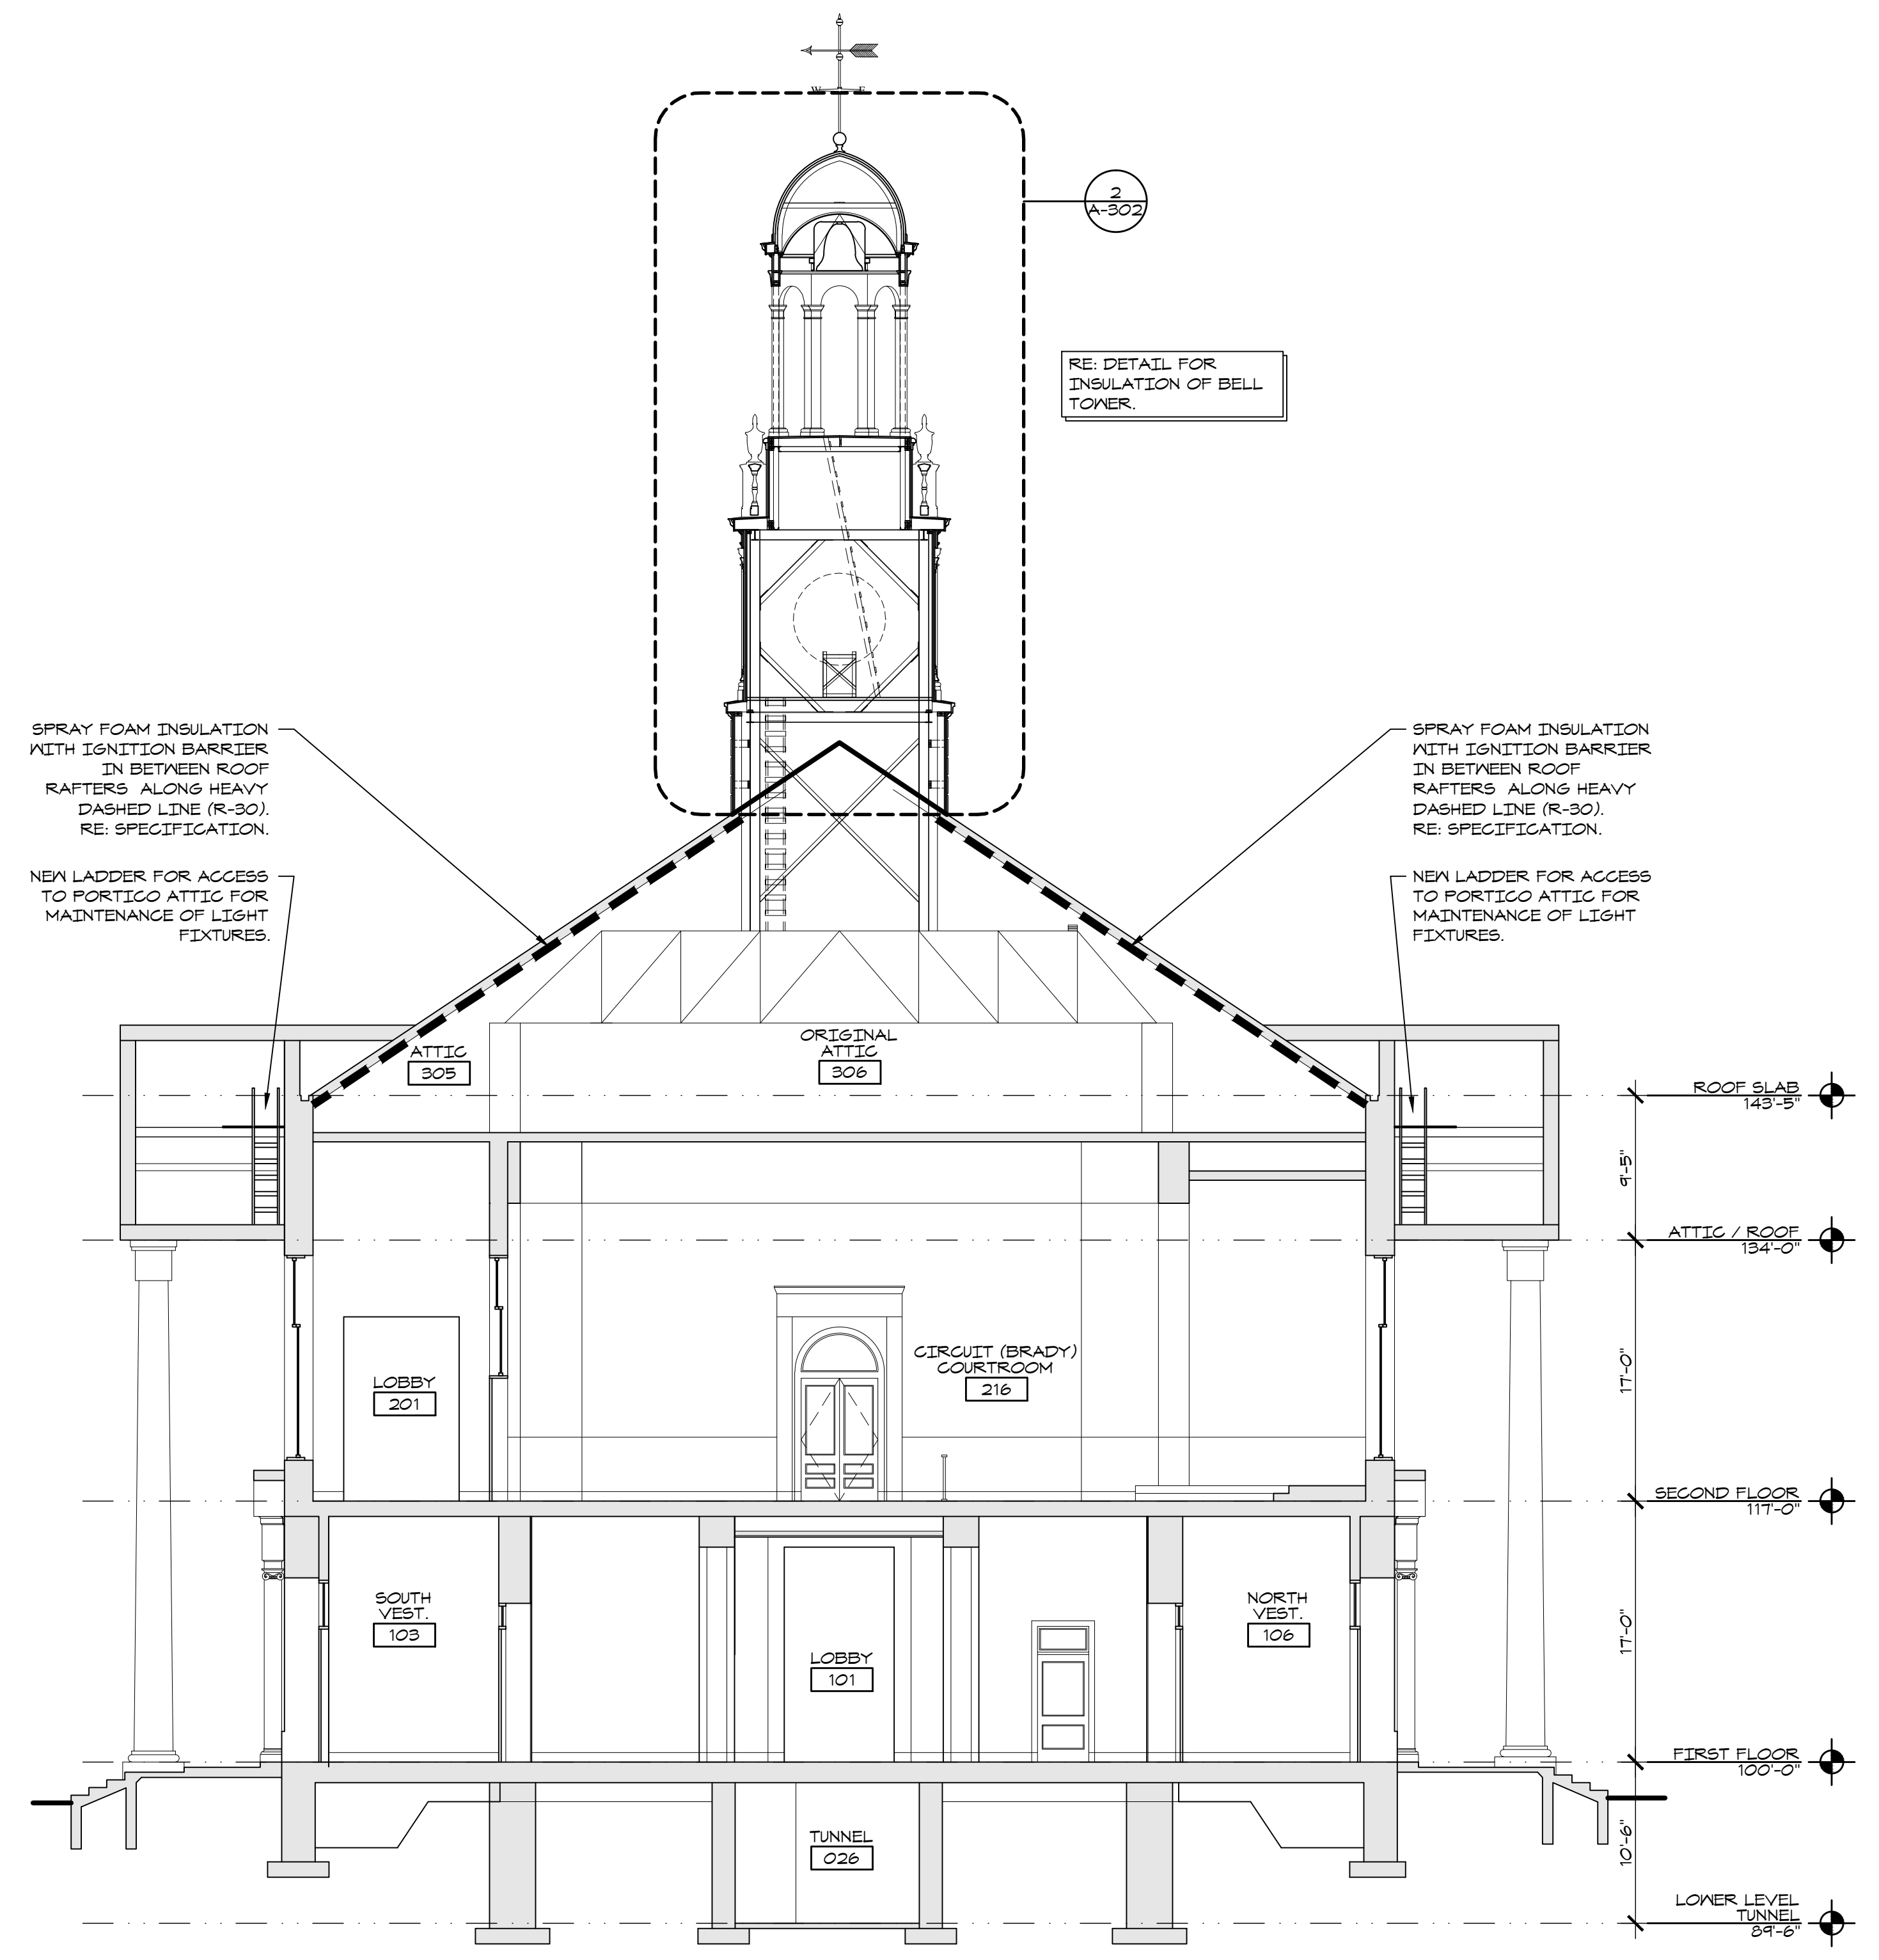 W E
2
A-302
RE: DETAIL FOR
INSULATION OF BELL
TOWER.
SPRAY FOAM INSULATION
WITH IGNITION BARRIER
IN BETWEEN ROOF
RAFTERS ALONG HEAVY
DASHED LINE (R-30).
RE: SPECIFICATION.
NEW LADDER FOR ACCESS
TO PORTICO ATTIC FOR
MAINTENANCE OF LIGHT
FIXTURES.
SPRAY FOAM INSULATION
WITH IGNITION BARRIER
IN BETWEEN ROOF
RAFTERS ALONG HEAVY
DASHED LINE (R-30).
RE: SPECIFICATION.
NEW LADDER FOR ACCESS
TO PORTICO ATTIC FOR
MAINTENANCE OF LIGHT
FIXTURES.
ATTIC
305
ORIGINAL
ATTIC
306
ROOF SLAB
143'-5"
9'-5"
ATTIC / ROOF
134'-0"
17'-0"
LOBBY
201
CIRCUIT (BRADY)
COURTROOM
216
SECOND FLOOR
117'-0"
17'-0"
SOUTH
VEST.
103
LOBBY
101
NORTH
VEST.
106
FIRST FLOOR
100'-0"
10'-6"
TUNNEL
026
LOWER LEVEL
TUNNEL
89'-6"